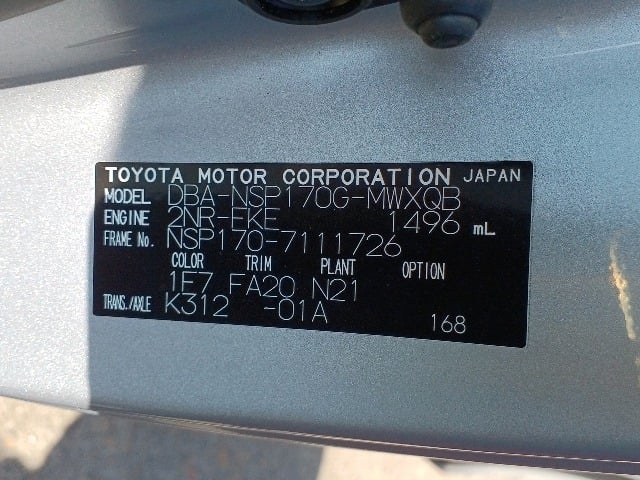 TOYOTA MOTOR CORPORATION JAPAN
MODEL DBA-NSP170G-MWXQB
ENGINE 2NR-FKE 1496 mL
FRAME No. NSP170-7111726
COLOR TRIM PLANT OPTION
1F7 FA20 N21
TRANS./AXLE K312 -01A
168